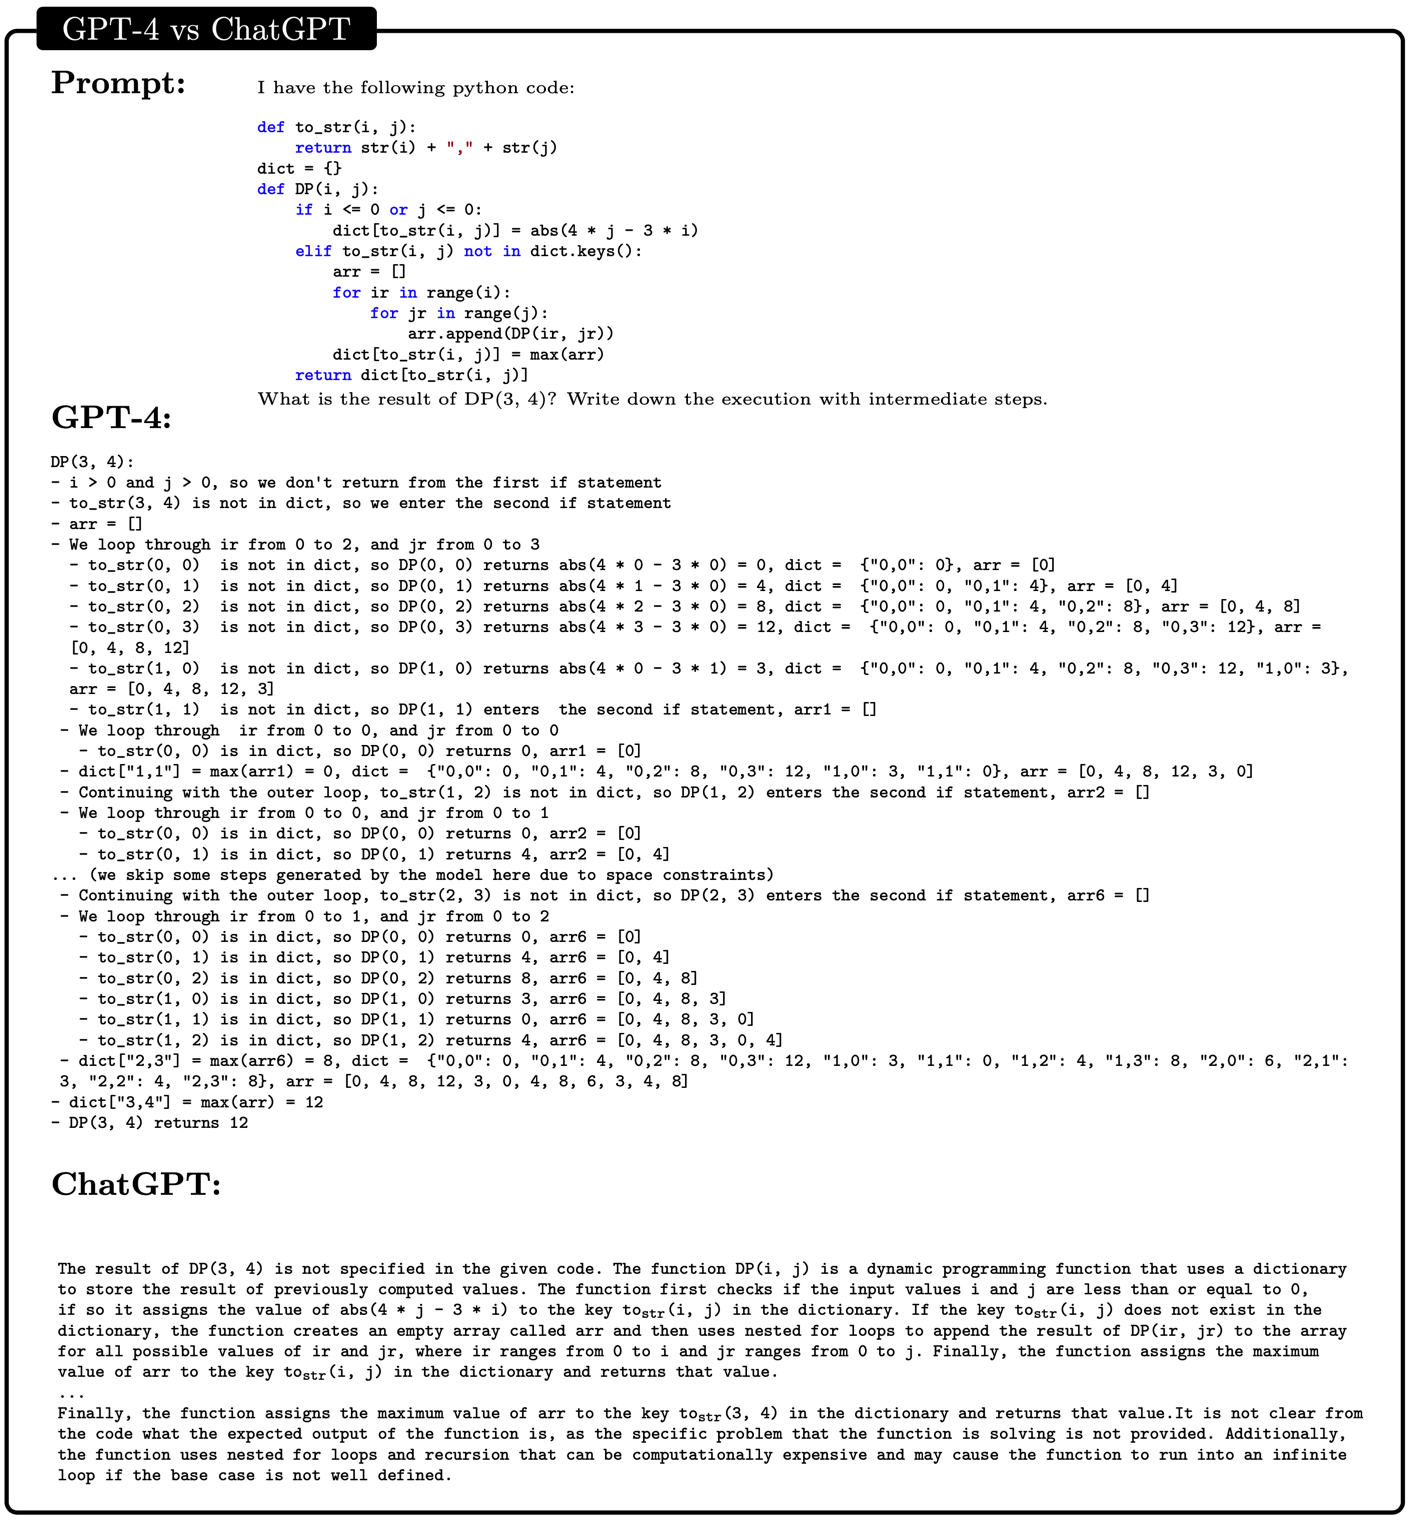 GPT-4 vs ChatGPT
Prompt:
I have the following python code:
def to_str(i, j):
    return str(i) + "," + str(j)
dict = {}
def DP(i, j):
    if i <= 0 or j <= 0:
        dict[to_str(i, j)] = abs(4 * j - 3 * i)
    elif to_str(i, j) not in dict.keys():
        arr = []
        for ir in range(i):
            for jr in range(j):
                arr.append(DP(ir, jr))
        dict[to_str(i, j)] = max(arr)
    return dict[to_str(i, j)]
What is the result of DP(3, 4)? Write down the execution with intermediate steps.
GPT-4:
DP(3, 4):
- i > 0 and j > 0, so we don't return from the first if statement
- to_str(3, 4) is not in dict, so we enter the second if statement
- arr = []
- We loop through ir from 0 to 2, and jr from 0 to 3
  - to_str(0, 0)  is not in dict, so DP(0, 0) returns abs(4 * 0 - 3 * 0) = 0, dict =  {"0,0": 0}, arr = [0]
  - to_str(0, 1)  is not in dict, so DP(0, 1) returns abs(4 * 1 - 3 * 0) = 4, dict =  {"0,0": 0, "0,1": 4}, arr = [0, 4]
  - to_str(0, 2)  is not in dict, so DP(0, 2) returns abs(4 * 2 - 3 * 0) = 8, dict =  {"0,0": 0, "0,1": 4, "0,2": 8}, arr = [0, 4, 8]
  - to_str(0, 3)  is not in dict, so DP(0, 3) returns abs(4 * 3 - 3 * 0) = 12, dict =  {"0,0": 0, "0,1": 4, "0,2": 8, "0,3": 12}, arr =
  [0, 4, 8, 12]
  - to_str(1, 0)  is not in dict, so DP(1, 0) returns abs(4 * 0 - 3 * 1) = 3, dict =  {"0,0": 0, "0,1": 4, "0,2": 8, "0,3": 12, "1,0": 3},
  arr = [0, 4, 8, 12, 3]
  - to_str(1, 1)  is not in dict, so DP(1, 1) enters  the second if statement, arr1 = []
 - We loop through  ir from 0 to 0, and jr from 0 to 0
   - to_str(0, 0) is in dict, so DP(0, 0) returns 0, arr1 = [0]
 - dict["1,1"] = max(arr1) = 0, dict =  {"0,0": 0, "0,1": 4, "0,2": 8, "0,3": 12, "1,0": 3, "1,1": 0}, arr = [0, 4, 8, 12, 3, 0]
 - Continuing with the outer loop, to_str(1, 2) is not in dict, so DP(1, 2) enters the second if statement, arr2 = []
 - We loop through ir from 0 to 0, and jr from 0 to 1
   - to_str(0, 0) is in dict, so DP(0, 0) returns 0, arr2 = [0]
   - to_str(0, 1) is in dict, so DP(0, 1) returns 4, arr2 = [0, 4]
... (we skip some steps generated by the model here due to space constraints)
 - Continuing with the outer loop, to_str(2, 3) is not in dict, so DP(2, 3) enters the second if statement, arr6 = []
 - We loop through ir from 0 to 1, and jr from 0 to 2
   - to_str(0, 0) is in dict, so DP(0, 0) returns 0, arr6 = [0]
   - to_str(0, 1) is in dict, so DP(0, 1) returns 4, arr6 = [0, 4]
   - to_str(0, 2) is in dict, so DP(0, 2) returns 8, arr6 = [0, 4, 8]
   - to_str(1, 0) is in dict, so DP(1, 0) returns 3, arr6 = [0, 4, 8, 3]
   - to_str(1, 1) is in dict, so DP(1, 1) returns 0, arr6 = [0, 4, 8, 3, 0]
   - to_str(1, 2) is in dict, so DP(1, 2) returns 4, arr6 = [0, 4, 8, 3, 0, 4]
 - dict["2,3"] = max(arr6) = 8, dict =  {"0,0": 0, "0,1": 4, "0,2": 8, "0,3": 12, "1,0": 3, "1,1": 0, "1,2": 4, "1,3": 8, "2,0": 6, "2,1":
 3, "2,2": 4, "2,3": 8}, arr = [0, 4, 8, 12, 3, 0, 4, 8, 6, 3, 4, 8]
- dict["3,4"] = max(arr) = 12
- DP(3, 4) returns 12
ChatGPT:
The result of DP(3, 4) is not specified in the given code. The function DP(i, j) is a dynamic programming function that uses a dictionary
to store the result of previously computed values. The function first checks if the input values i and j are less than or equal to 0,
if so it assigns the value of abs(4 * j - 3 * i) to the key to_str(i, j) in the dictionary. If the key to_str(i, j) does not exist in the
dictionary, the function creates an empty array called arr and then uses nested for loops to append the result of DP(ir, jr) to the array
for all possible values of ir and jr, where ir ranges from 0 to i and jr ranges from 0 to j. Finally, the function assigns the maximum
value of arr to the key to_str(i, j) in the dictionary and returns that value.
...
Finally, the function assigns the maximum value of arr to the key to_str(3, 4) in the dictionary and returns that value.It is not clear from
the code what the expected output of the function is, as the specific problem that the function is solving is not provided. Additionally,
the function uses nested for loops and recursion that can be computationally expensive and may cause the function to run into an infinite
loop if the base case is not well defined.